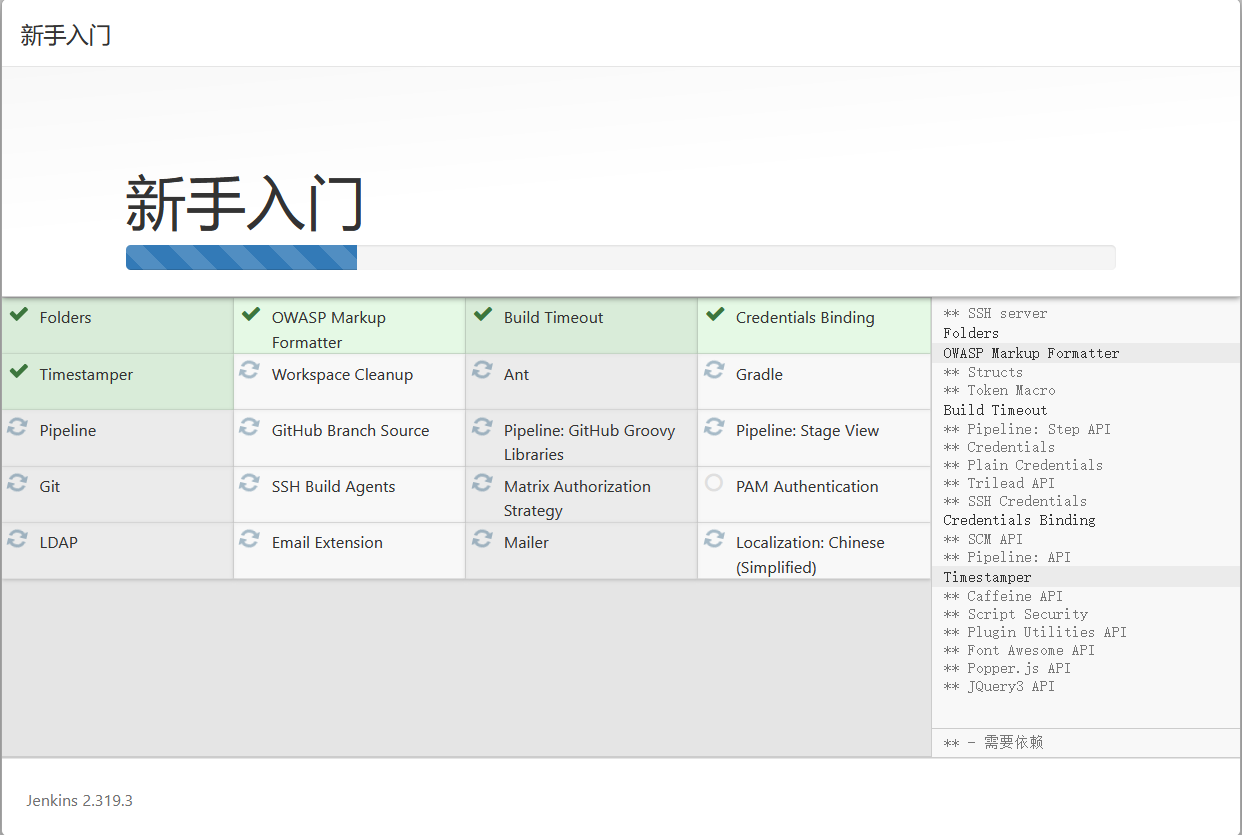 新手入门
新手入门
Folders
OWASP Markup
Formatter
Build Timeout
Credentials Binding
Timestamper
Workspace Cleanup
Ant
Gradle
Pipeline
GitHub Branch Source
Pipeline: GitHub Groovy
Libraries
Pipeline: Stage View
Git
SSH Build Agents
Matrix Authorization
Strategy
PAM Authentication
LDAP
Email Extension
Mailer
Localization: Chinese
(Simplified)
** SSH server
Folders
OWASP Markup Formatter
** Structs
** Token Macro
Build Timeout
** Pipeline: Step API
** Credentials
** Plain Credentials
** Trilead API
** SSH Credentials
Credentials Binding
** SCM API
** Pipeline: API
Timestamper
** Caffeine API
** Script Security
** Plugin Utilities API
** Font Awesome API
** Popper.js API
** JQuery3 API
** - 需要依赖
Jenkins 2.319.3